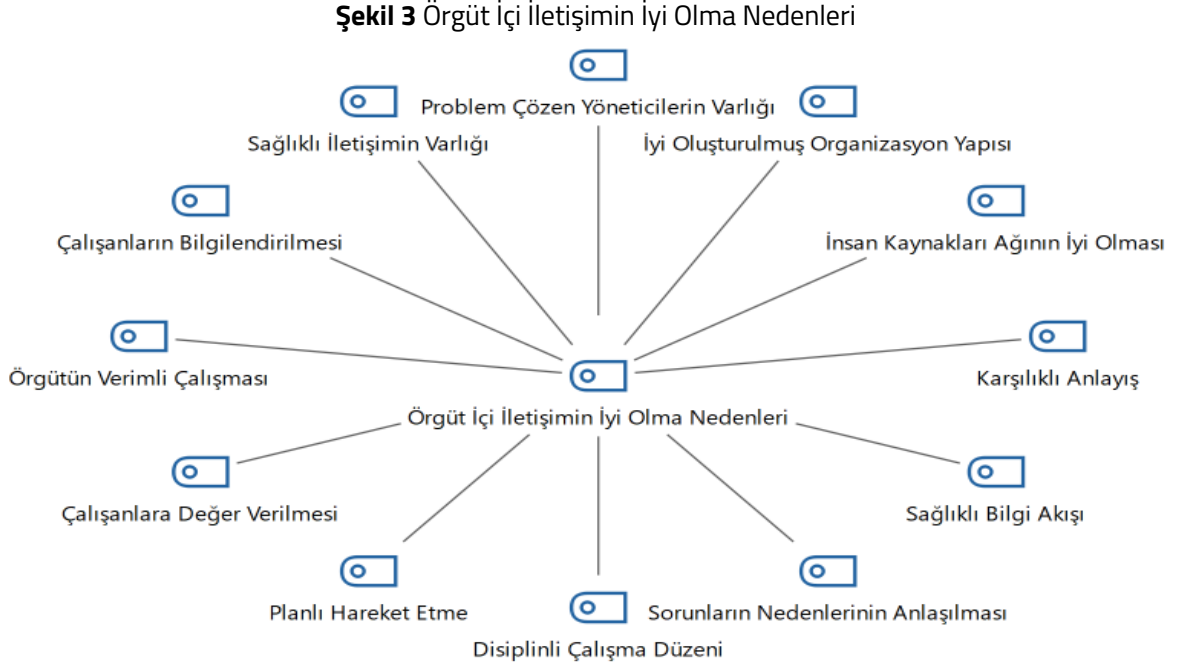 Şekil 3 Örgüt İçi İletişimin İyi Olma Nedenleri
Problem Çözen Yöneticilerin Varlığı
Sağlıklı İletişimin Varlığı
İyi Oluşturulmuş Organizasyon Yapısı
Çalışanların Bilgilendirilmesi
İnsan Kaynakları Ağının İyi Olması
Örgütün Verimli Çalışması
Karşılıklı Anlayış
Örgüt İçi İletişimin İyi Olma Nedenleri
Çalışanlara Değer Verilmesi
Sağlıklı Bilgi Akışı
Planlı Hareket Etme
Sorunların Nedenlerinin Anlaşılması
Disiplinli Çalışma Düzeni